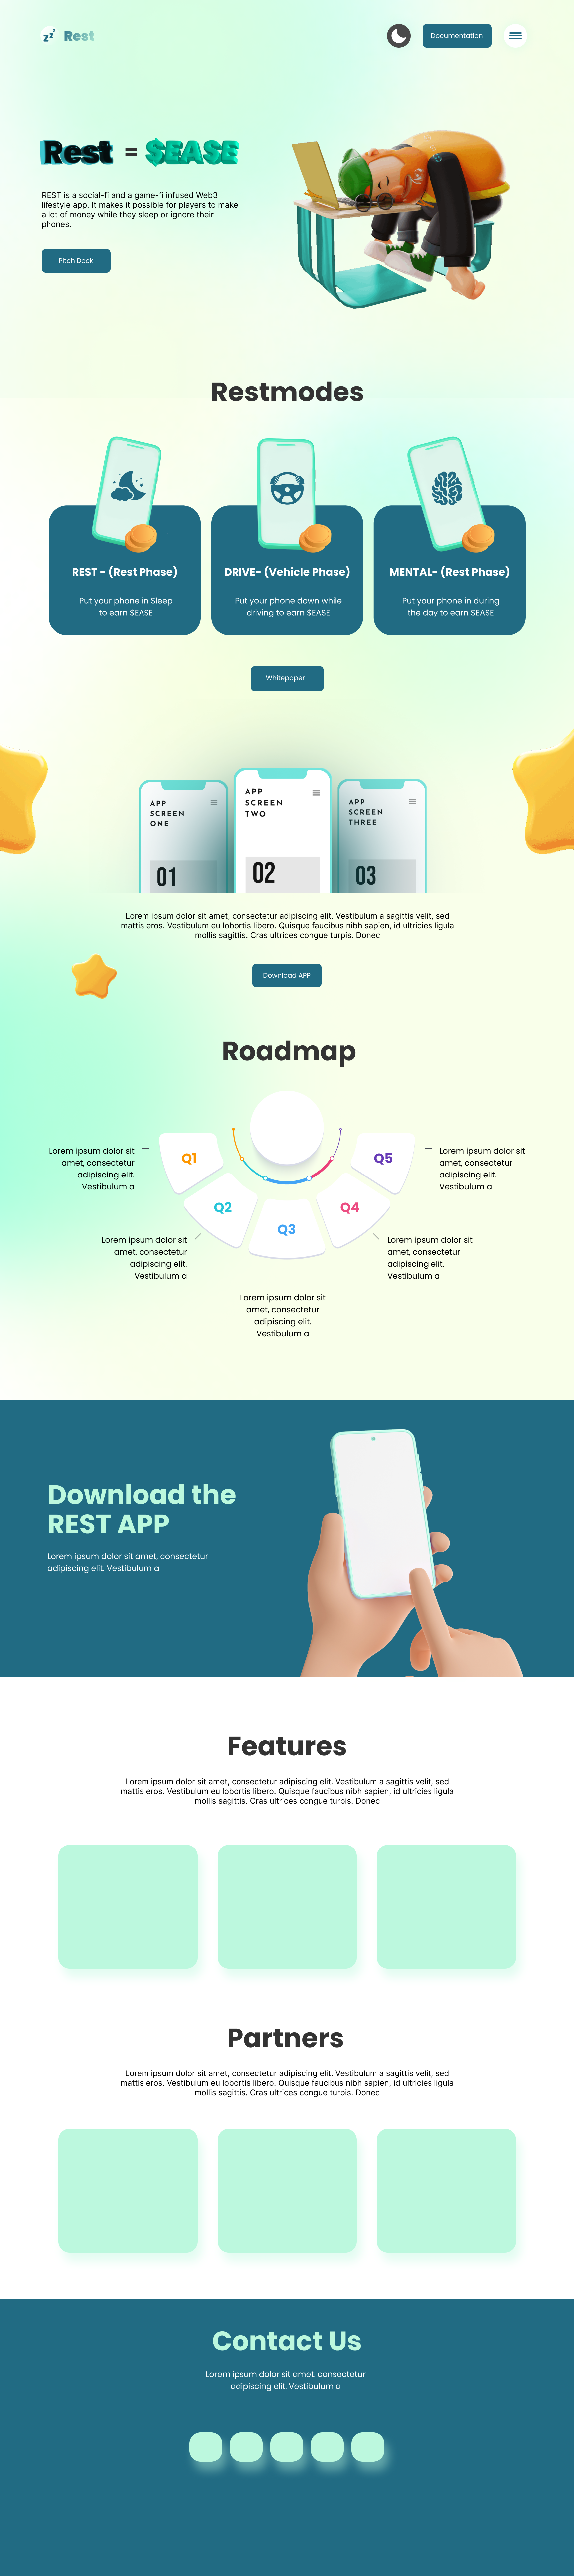 zzz Rest
Documentation
Rest = $EASE
REST is a social-fi and a game-fi infused Web3
lifestyle app. It makes it possible for players to make
a lot of money while they sleep or ignore their
phones.
Pitch Deck
Restmodes
REST - (Rest Phase)
Put your phone in Sleep
to earn $EASE
DRIVE- (Vehicle Phase)
Put your phone down while
driving to earn $EASE
MENTAL- (Rest Phase)
Put your phone in during
the day to earn $EASE
Whitepaper
APP
SCREEN
ONE
01
APP
SCREEN
TWO
02
APP
SCREEN
THREE
03
Lorem ipsum dolor sit amet, consectetur adipiscing elit. Vestibulum a sagittis velit, sed
mattis eros. Vestibulum eu lobortis libero. Quisque faucibus nibh sapien, id ultricies ligula
mollis sagittis. Cras ultrices congue turpis. Donec
Download APP
Roadmap
Q1
Lorem ipsum dolor sit
amet, consectetur
adipiscing elit.
Vestibulum a
Q2
Lorem ipsum dolor sit
amet, consectetur
adipiscing elit.
Vestibulum a
Q3
Lorem ipsum dolor sit
amet, consectetur
adipiscing elit.
Vestibulum a
Q4
Lorem ipsum dolor sit
amet, consectetur
adipiscing elit.
Vestibulum a
Q5
Lorem ipsum dolor sit
amet, consectetur
adipiscing elit.
Vestibulum a
Download the
REST APP
Lorem ipsum dolor sit amet, consectetur
adipiscing elit. Vestibulum a
Features
Lorem ipsum dolor sit amet, consectetur adipiscing elit. Vestibulum a sagittis velit, sed
mattis eros. Vestibulum eu lobortis libero. Quisque faucibus nibh sapien, id ultricies ligula
mollis sagittis. Cras ultrices congue turpis. Donec
Partners
Lorem ipsum dolor sit amet, consectetur adipiscing elit. Vestibulum a sagittis velit, sed
mattis eros. Vestibulum eu lobortis libero. Quisque faucibus nibh sapien, id ultricies ligula
mollis sagittis. Cras ultrices congue turpis. Donec
Contact Us
Lorem ipsum dolor sit amet, consectetur
adipiscing elit. Vestibulum a